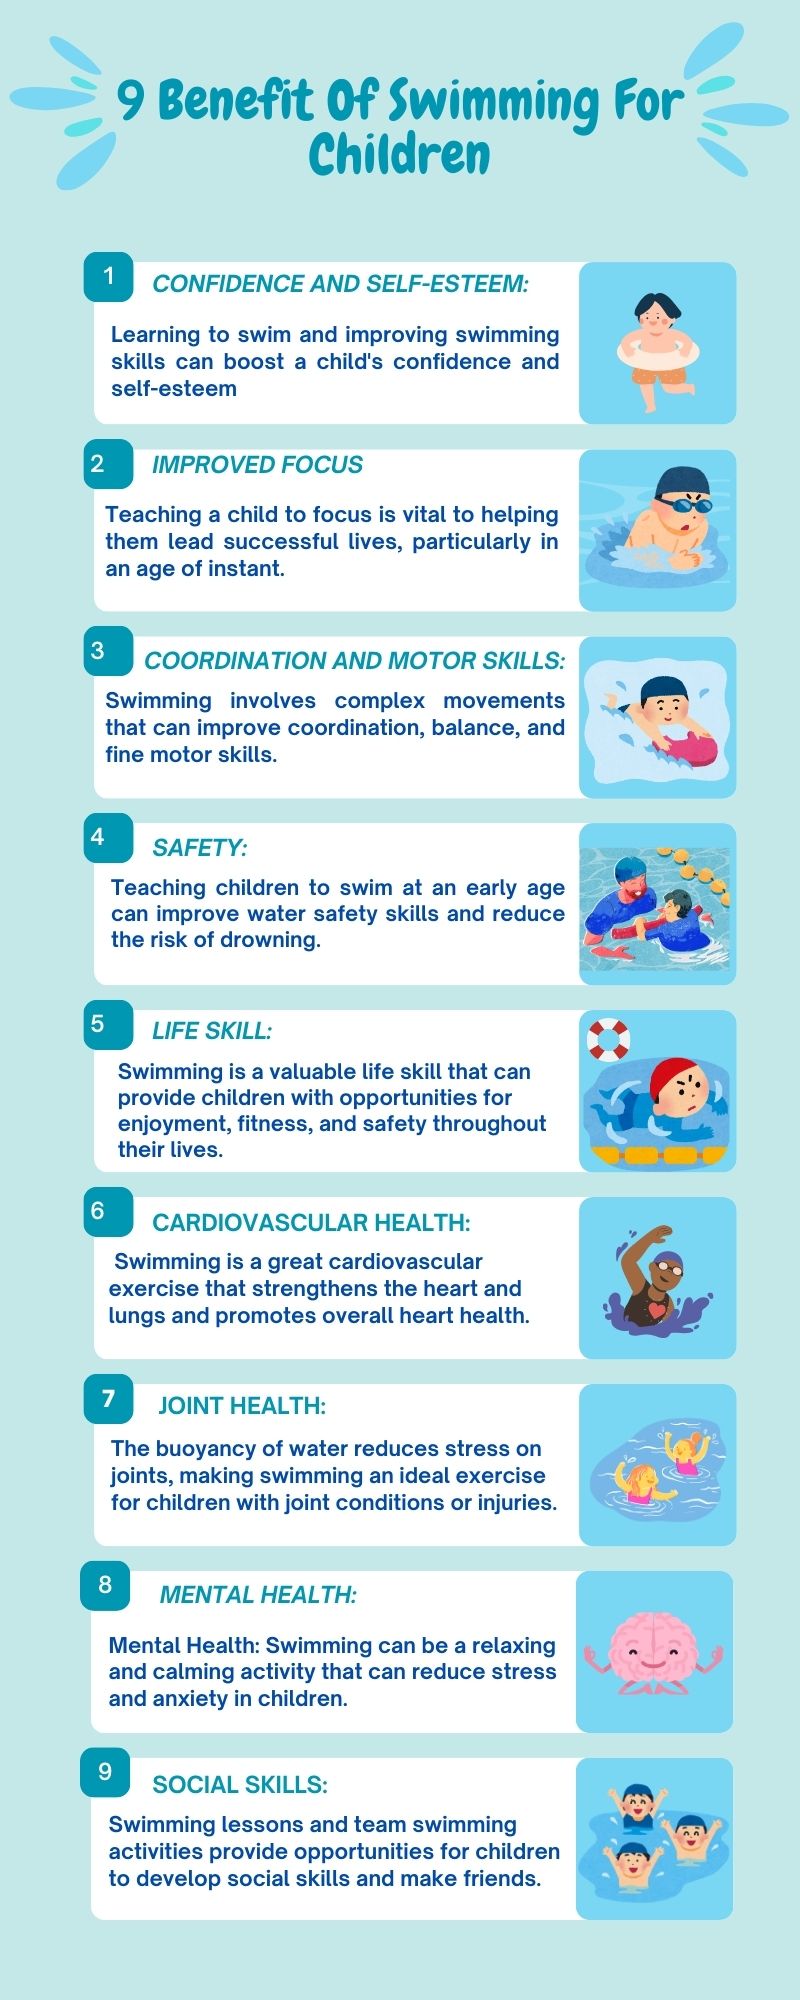 9 Benefit Of Swimming For
Children
1
CONFIDENCE AND SELF-ESTEEM:
Learning to swim and improving swimming
skills can boost a child's confidence and
self-esteem
2
IMPROVED FOCUS
Teaching a child to focus is vital to helping
them lead successful lives, particularly in
an age of instant.
3
COORDINATION AND MOTOR SKILLS:
Swimming involves complex movements
that can improve coordination, balance, and
fine motor skills.
4
SAFETY:
Teaching children to swim at an early age
can improve water safety skills and reduce
the risk of drowning.
5
LIFE SKILL:
Swimming is a valuable life skill that can
provide children with opportunities for
enjoyment, fitness, and safety throughout
their lives.
6
CARDIOVASCULAR HEALTH:
Swimming is a great cardiovascular
exercise that strengthens the heart and
lungs and promotes overall heart health.
7
JOINT HEALTH:
The buoyancy of water reduces stress on
joints, making swimming an ideal exercise
for children with joint conditions or injuries.
8
MENTAL HEALTH:
Mental Health: Swimming can be a relaxing
and calming activity that can reduce stress
and anxiety in children.
9
SOCIAL SKILLS:
Swimming lessons and team swimming
activities provide opportunities for children
to develop social skills and make friends.